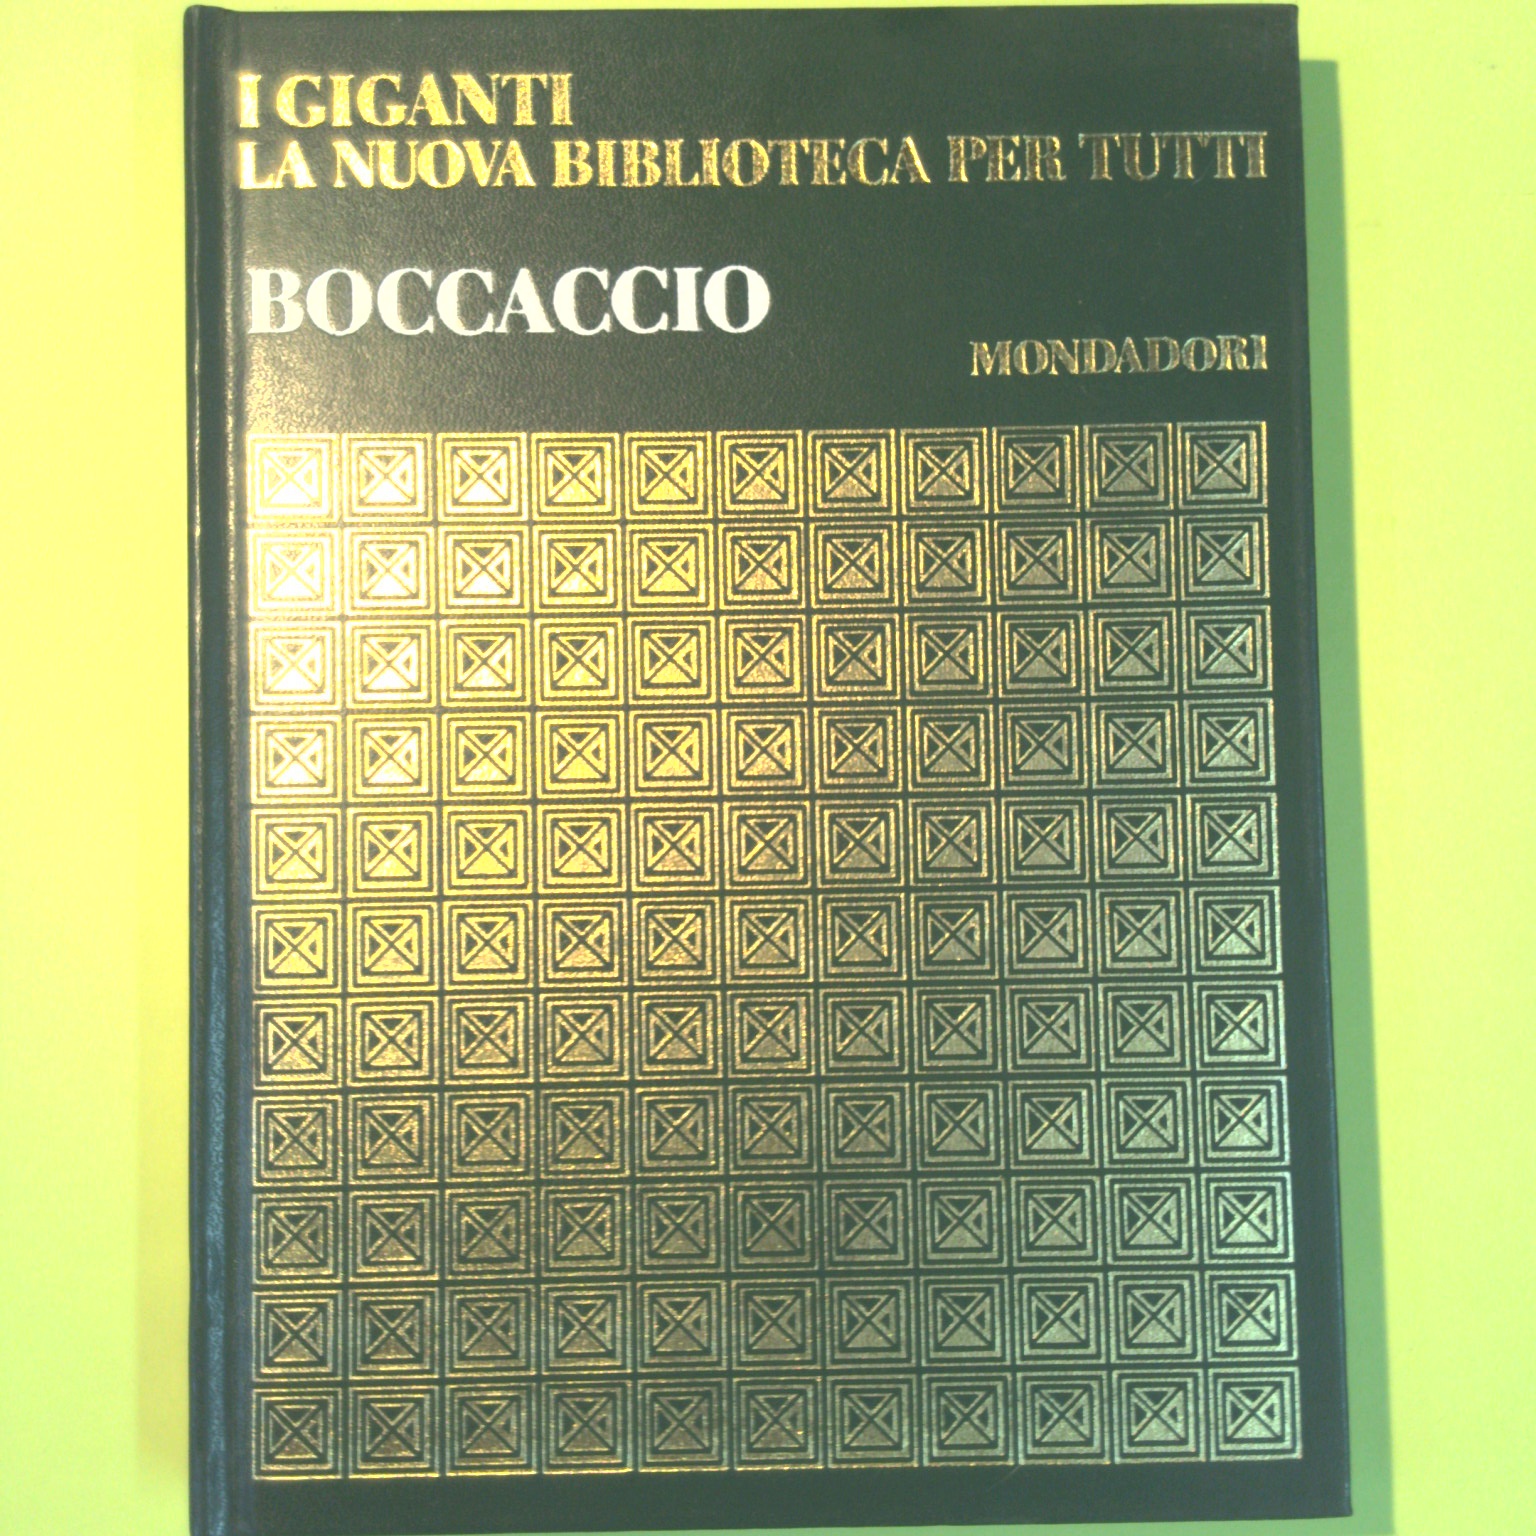 I GIGANTI
LA NUOVA BIBLIOTECA PER TUTTI
BOCCACCIO
MONDADORI